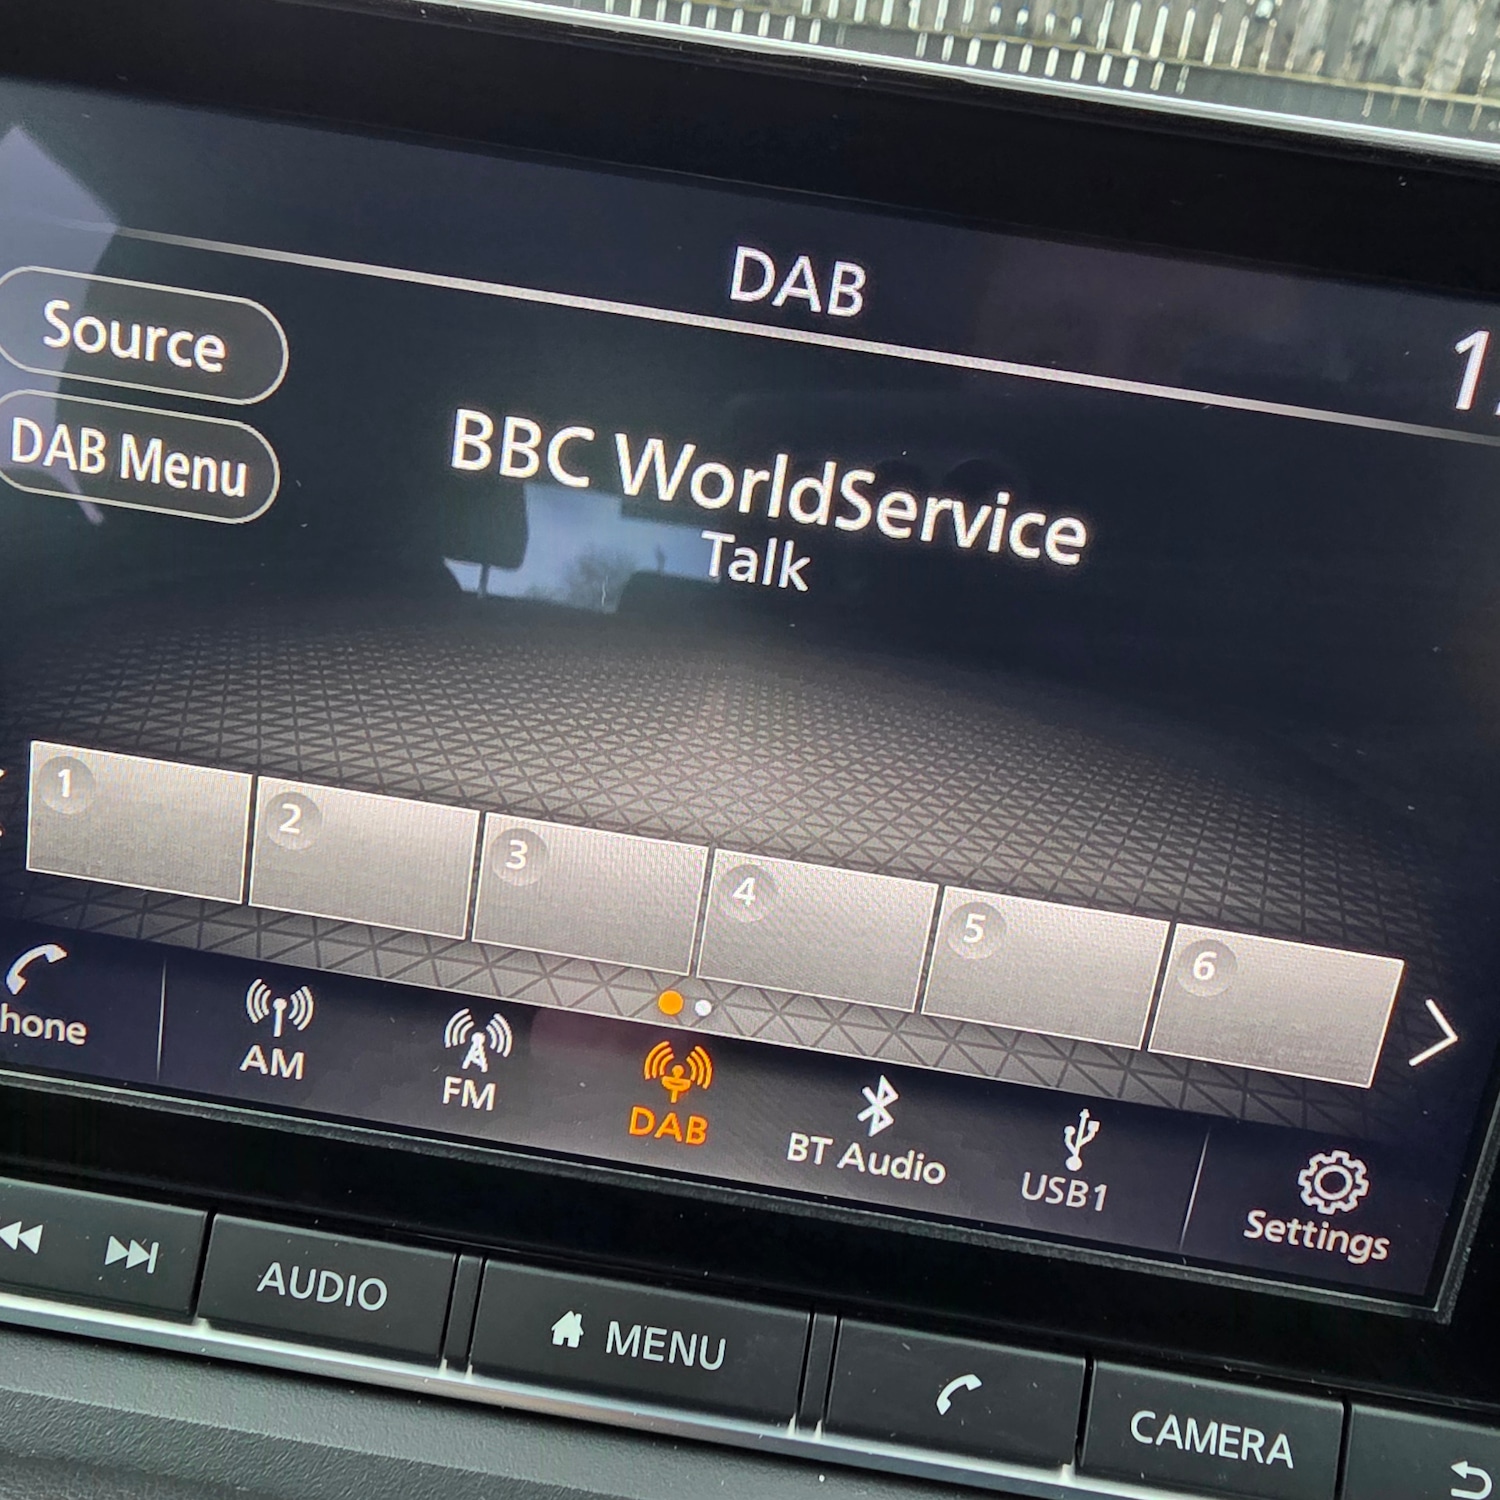 DAB
Source
DAB Menu
BBC WorldService
Talk
1 2 3 4 5 6
AM FM DAB BT Audio USB1 Settings
AUDIO MENU CAMERA